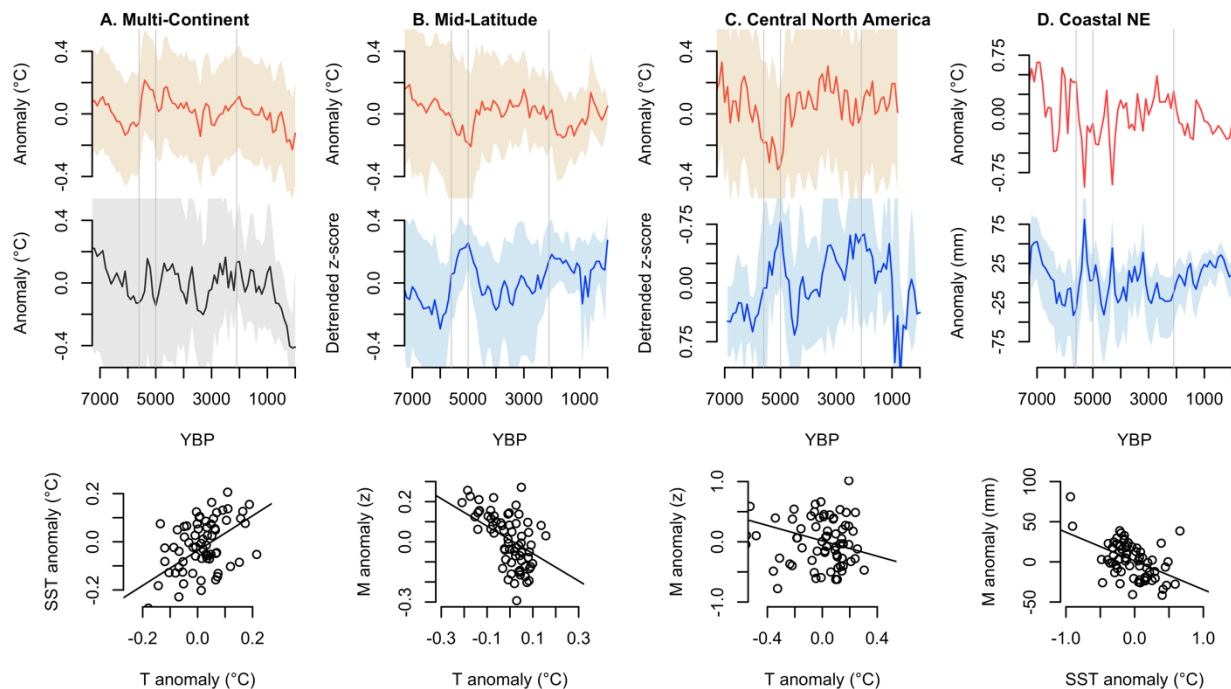 A. Multi-Continent
B. Mid-Latitude
C. Central North America
D. Coastal NE
Anomaly (°C)
0.4
0.0
-0.4
Anomaly (°C)
0.4
0.0
-0.4
Anomaly (°C)
0.4
0.0
-0.4
Anomaly (°C)
0.75
0.00
-0.75
Anomaly (°C)
0.4
0.0
-0.4
Detrended z-score
0.4
0.0
-0.4
Detrended z-score
-0.75
0.00
0.75
Anomaly (mm)
75
25
-25
-75
7000 5000 3000 1000
7000 5000 3000 1000
7000 5000 3000 1000
7000 5000 3000 1000
YBP
YBP
YBP
YBP
SST anomaly (°C)
0.2
0.0
-0.2
M anomaly (z)
0.2
0.0
-0.3
M anomaly (z)
1.0
0.0
-1.0
M anomaly (mm)
100
50
0
-50
-0.2 0.0 0.2
-0.3 -0.1 0.1 0.3
-0.4 0.0 0.4
-1.0 0.0 1.0
T anomaly (°C)
T anomaly (°C)
T anomaly (°C)
SST anomaly (°C)